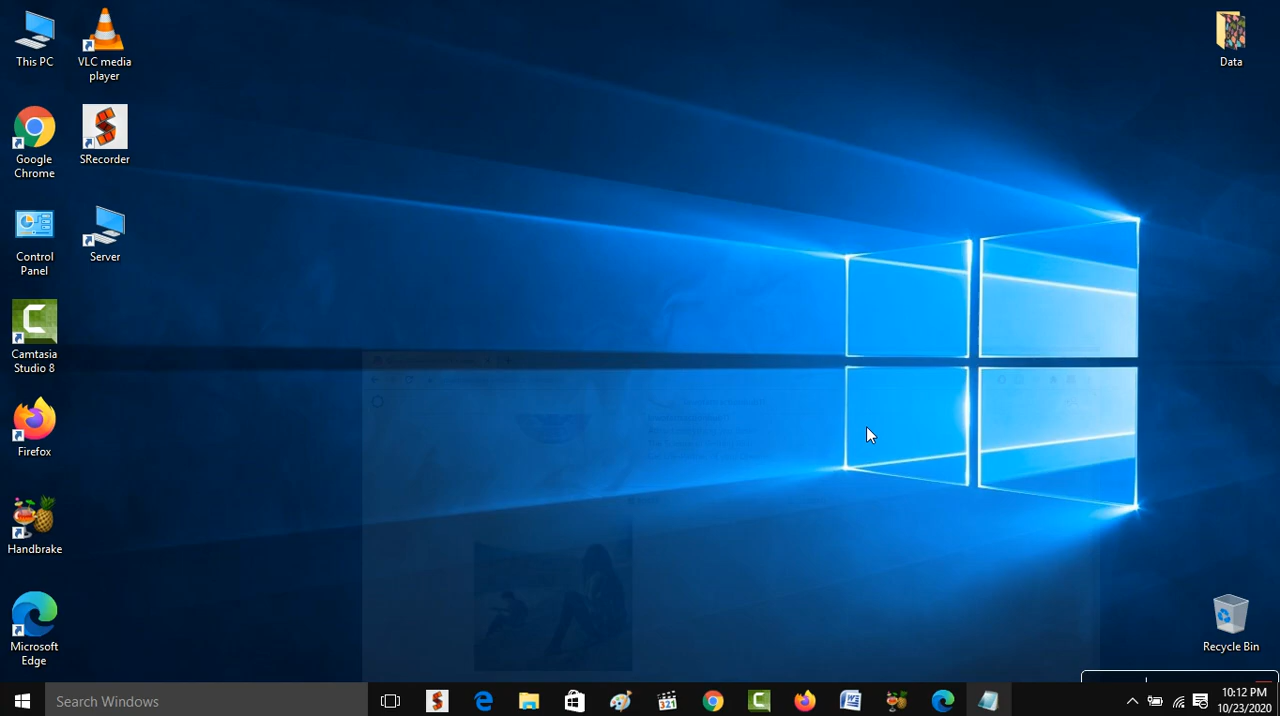 This PC
VLC media
player
Data
Google
Chrome
SRecorder
Control
Panel
Server
Camtasia
Studio 8
Firefox
Handbrake
Microsoft
Edge
Recycle Bin
Search Windows
321
10:12 PM
10/23/2020